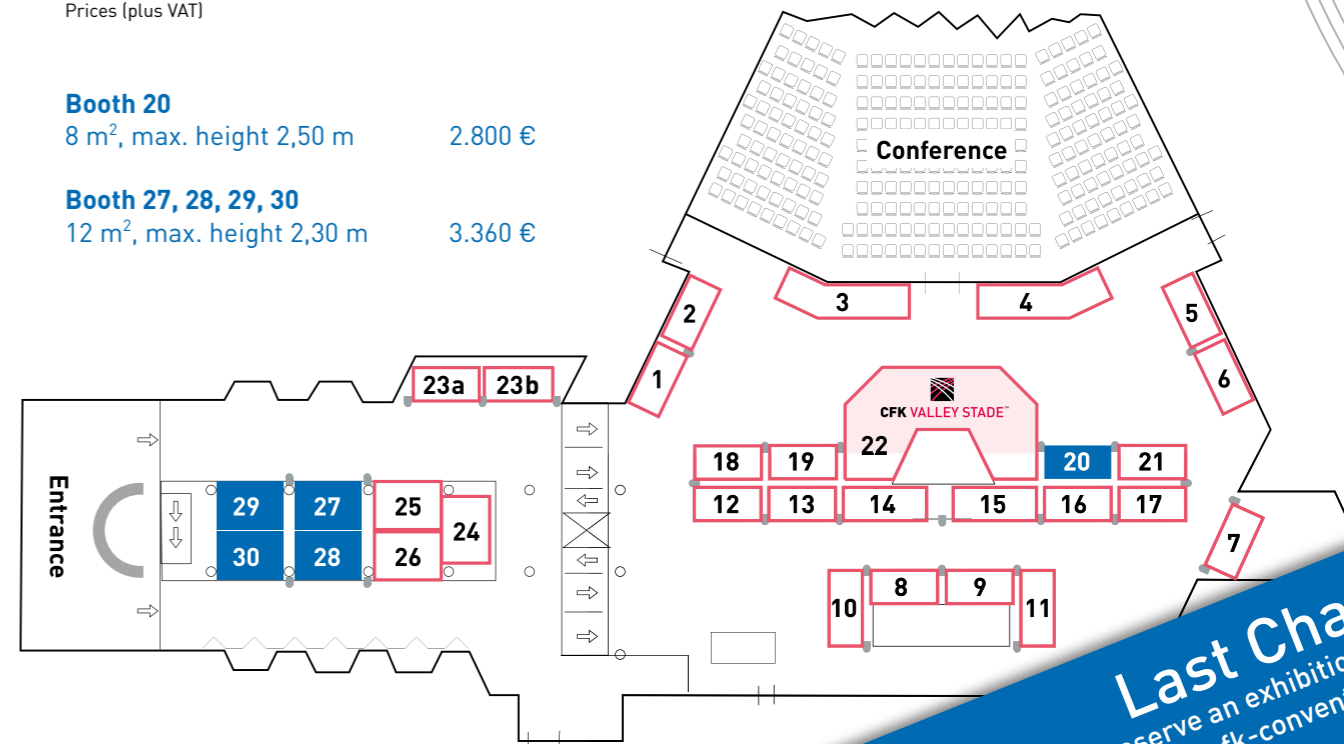 Prices (plus VAT)
Booth 20
8 m², max. height 2,50 m 2.800 €
Booth 27, 28, 29, 30
12 m², max. height 2,30 m 3.360 €
Conference
2
3
4
5
1
6
23a
23b
CFK VALLEY STADE™
22
18
19
20
21
12
13
14
15
16
17
Entrance
29
27
25
24
30
28
26
7
8
9
10
11
Last Cha
serve an exhibitio
fk-conven